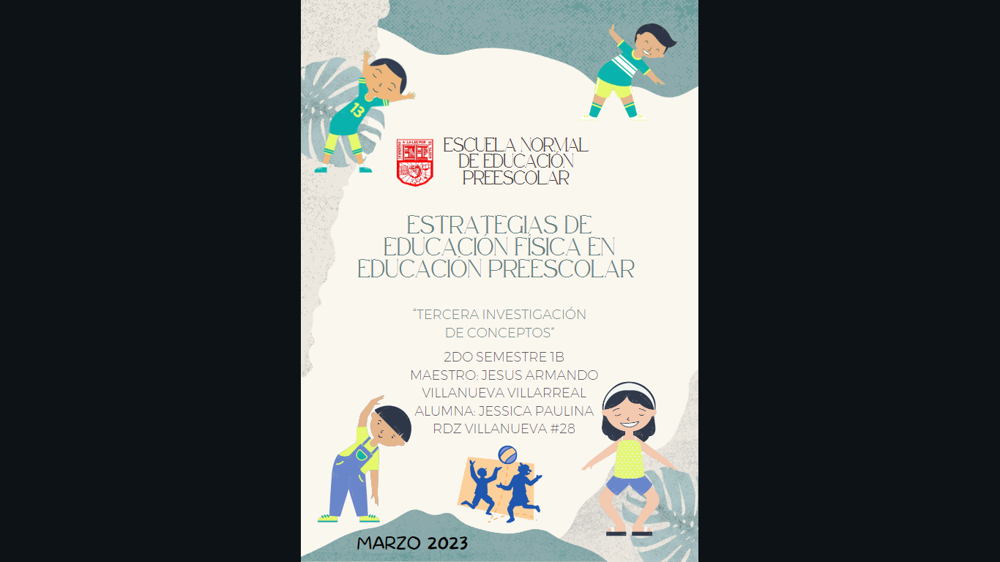 13
ESCUELA NORMAL
DE EDUCACIÓN
PREESCOLAR
ESTRATEGIAS DE
EDUCACIÓN FÍSICA EN
EDUCACIÓN PREESCOLAR
“TERCERA INVESTIGACIÓN
DE CONCEPTOS”
2DO SEMESTRE 1B
MAESTRO: JESUS ARMANDO
VILLANUEVA VILLARREAL
ALUMNA: JESSICA PAULINA
RDZ VILLANUEVA #28
MARZO 2023